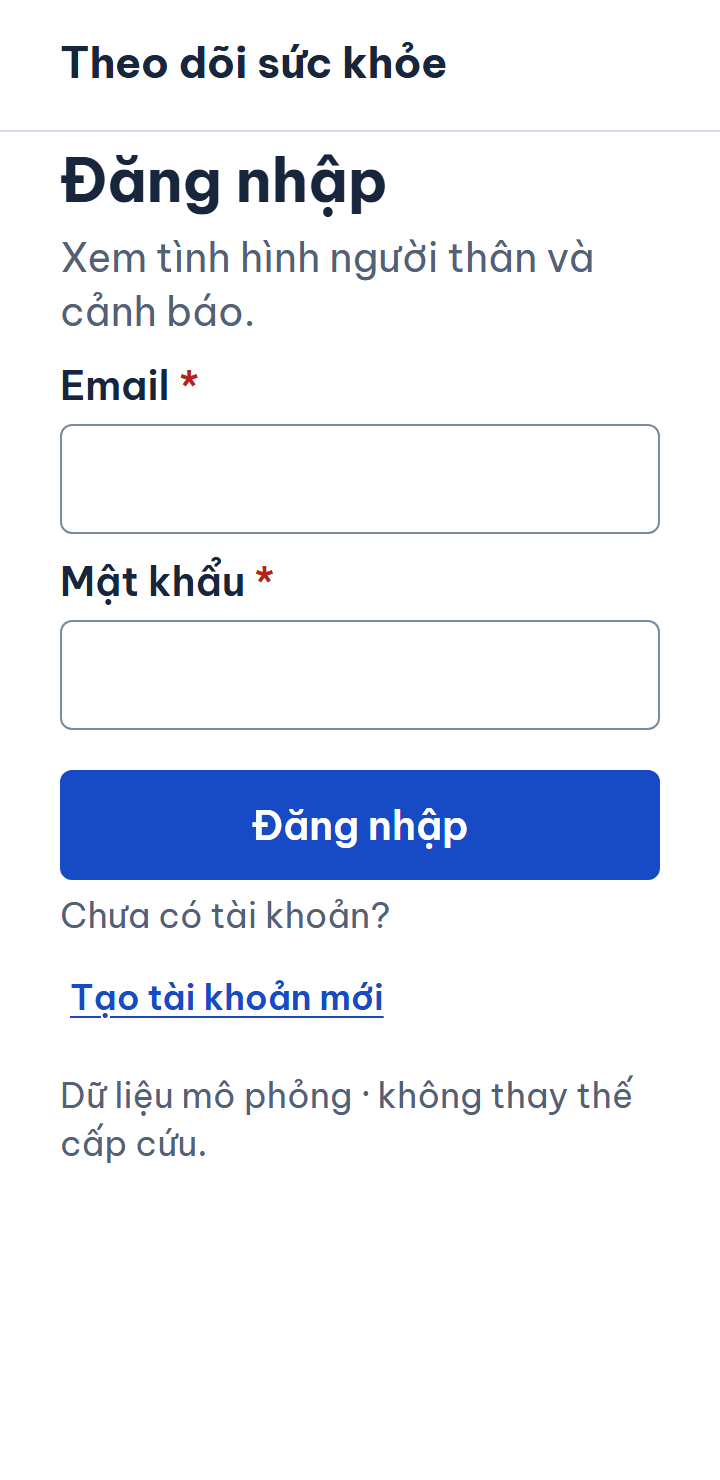 Theo dõi sức khỏe
Đăng nhập
Xem tình hình người thân và
cảnh báo.
Email *
Mật khẩu *
Đăng nhập
Chưa có tài khoản?
Tạo tài khoản mới
Dữ liệu mô phỏng · không thay thế
cấp cứu.